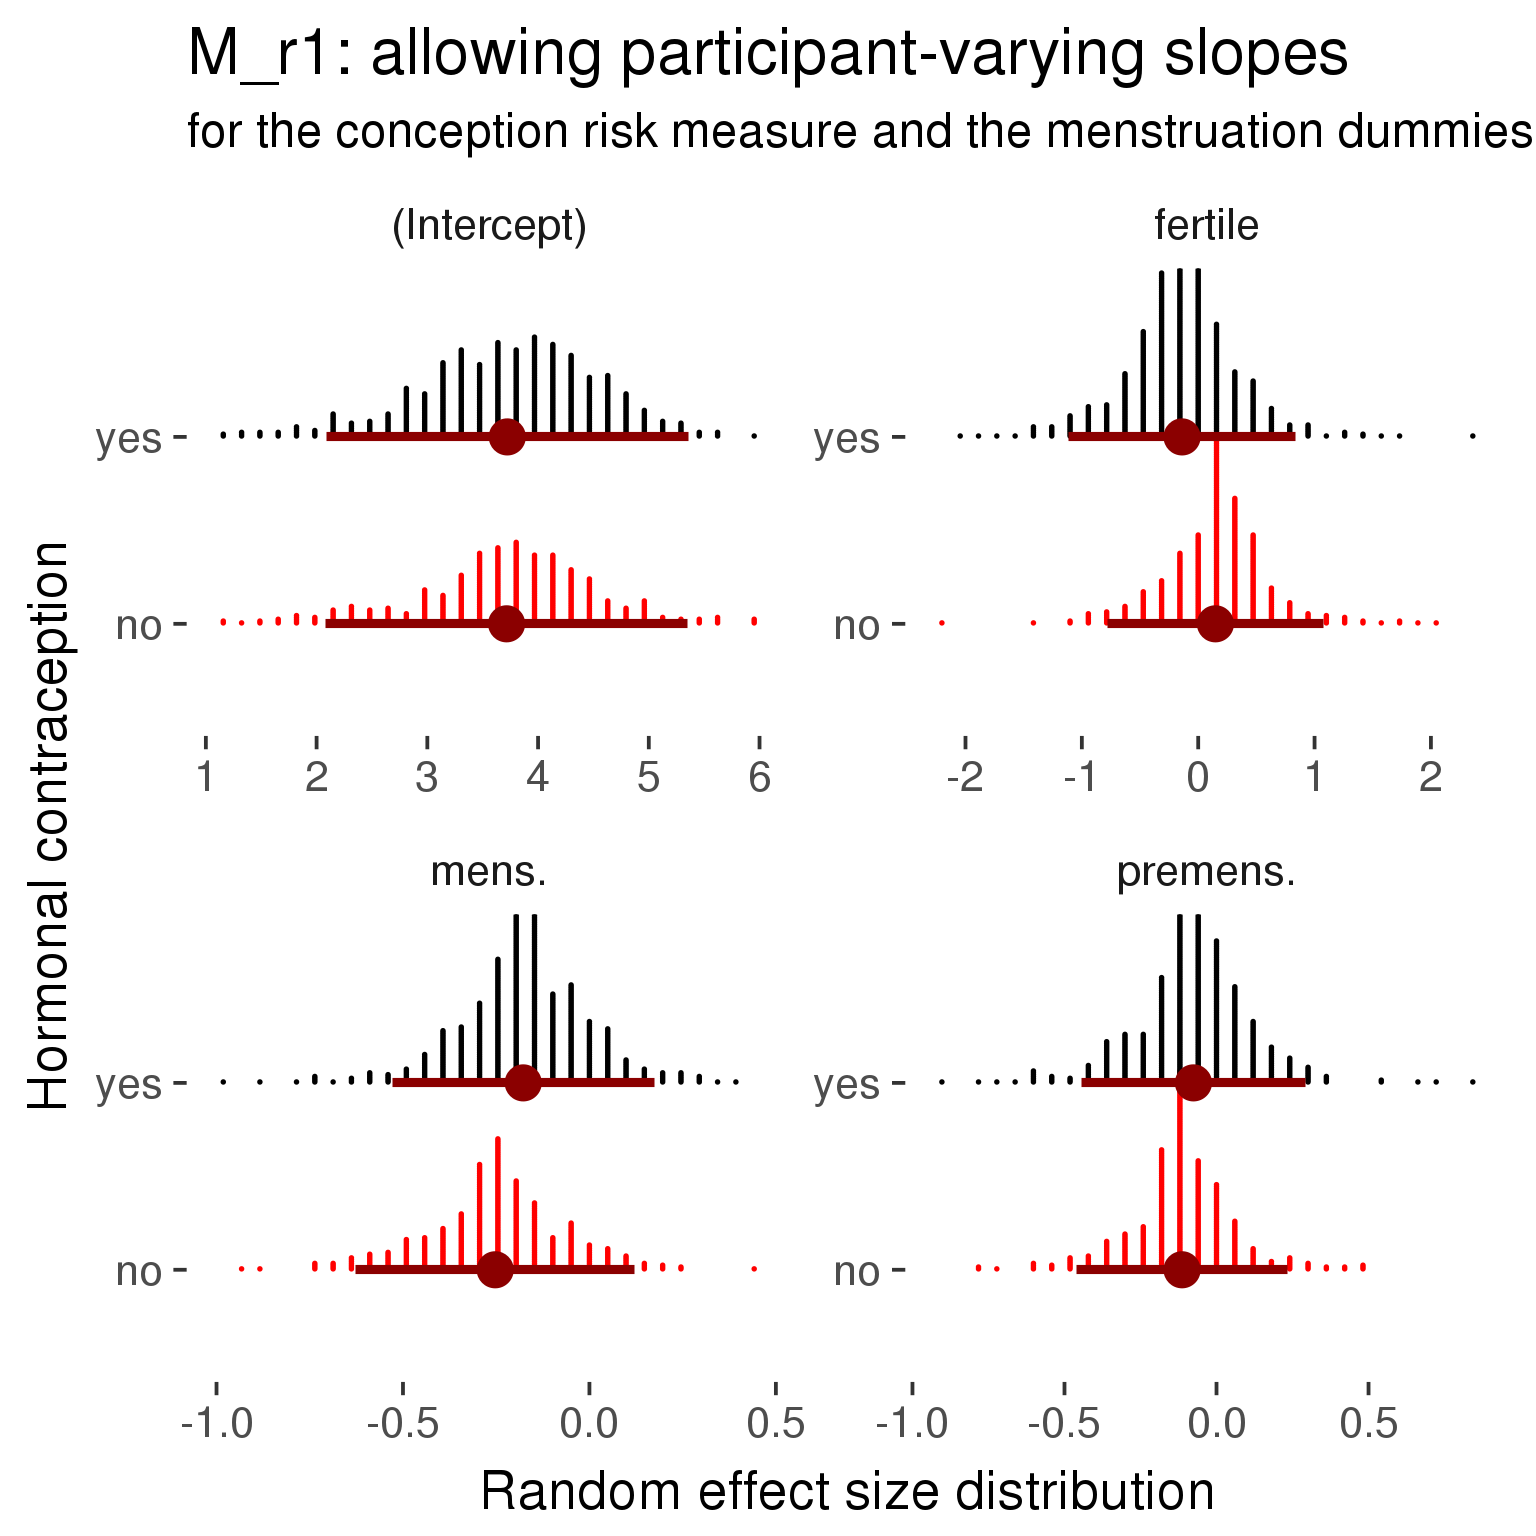 M_r1: allowing participant-varying slopes
for the conception risk measure and the menstruation dummies
(Intercept)
fertile
yes
no
1 2 3 4 5 6
yes
no
-2 -1 0 1 2
mens.
premens.
yes
no
-1.0 -0.5 0.0 0.5
yes
no
-1.0 -0.5 0.0 0.5
Hormonal contraception
Random effect size distribution